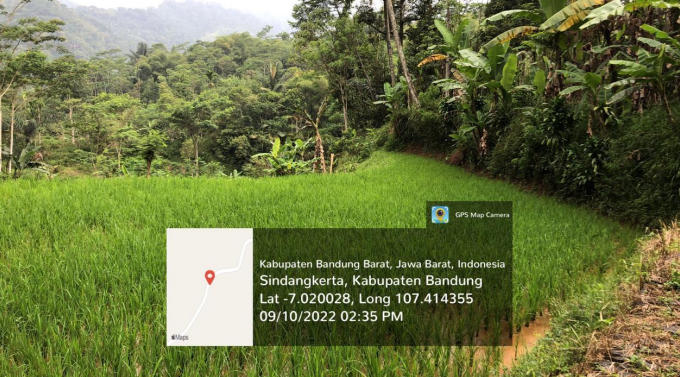 GPS Map Camera
Kabupaten Bandung Barat, Jawa Barat, Indonesia
Sindangkerta, Kabupaten Bandung
Lat -7.020028, Long 107.414355
09/10/2022 02:35 PM
Maps